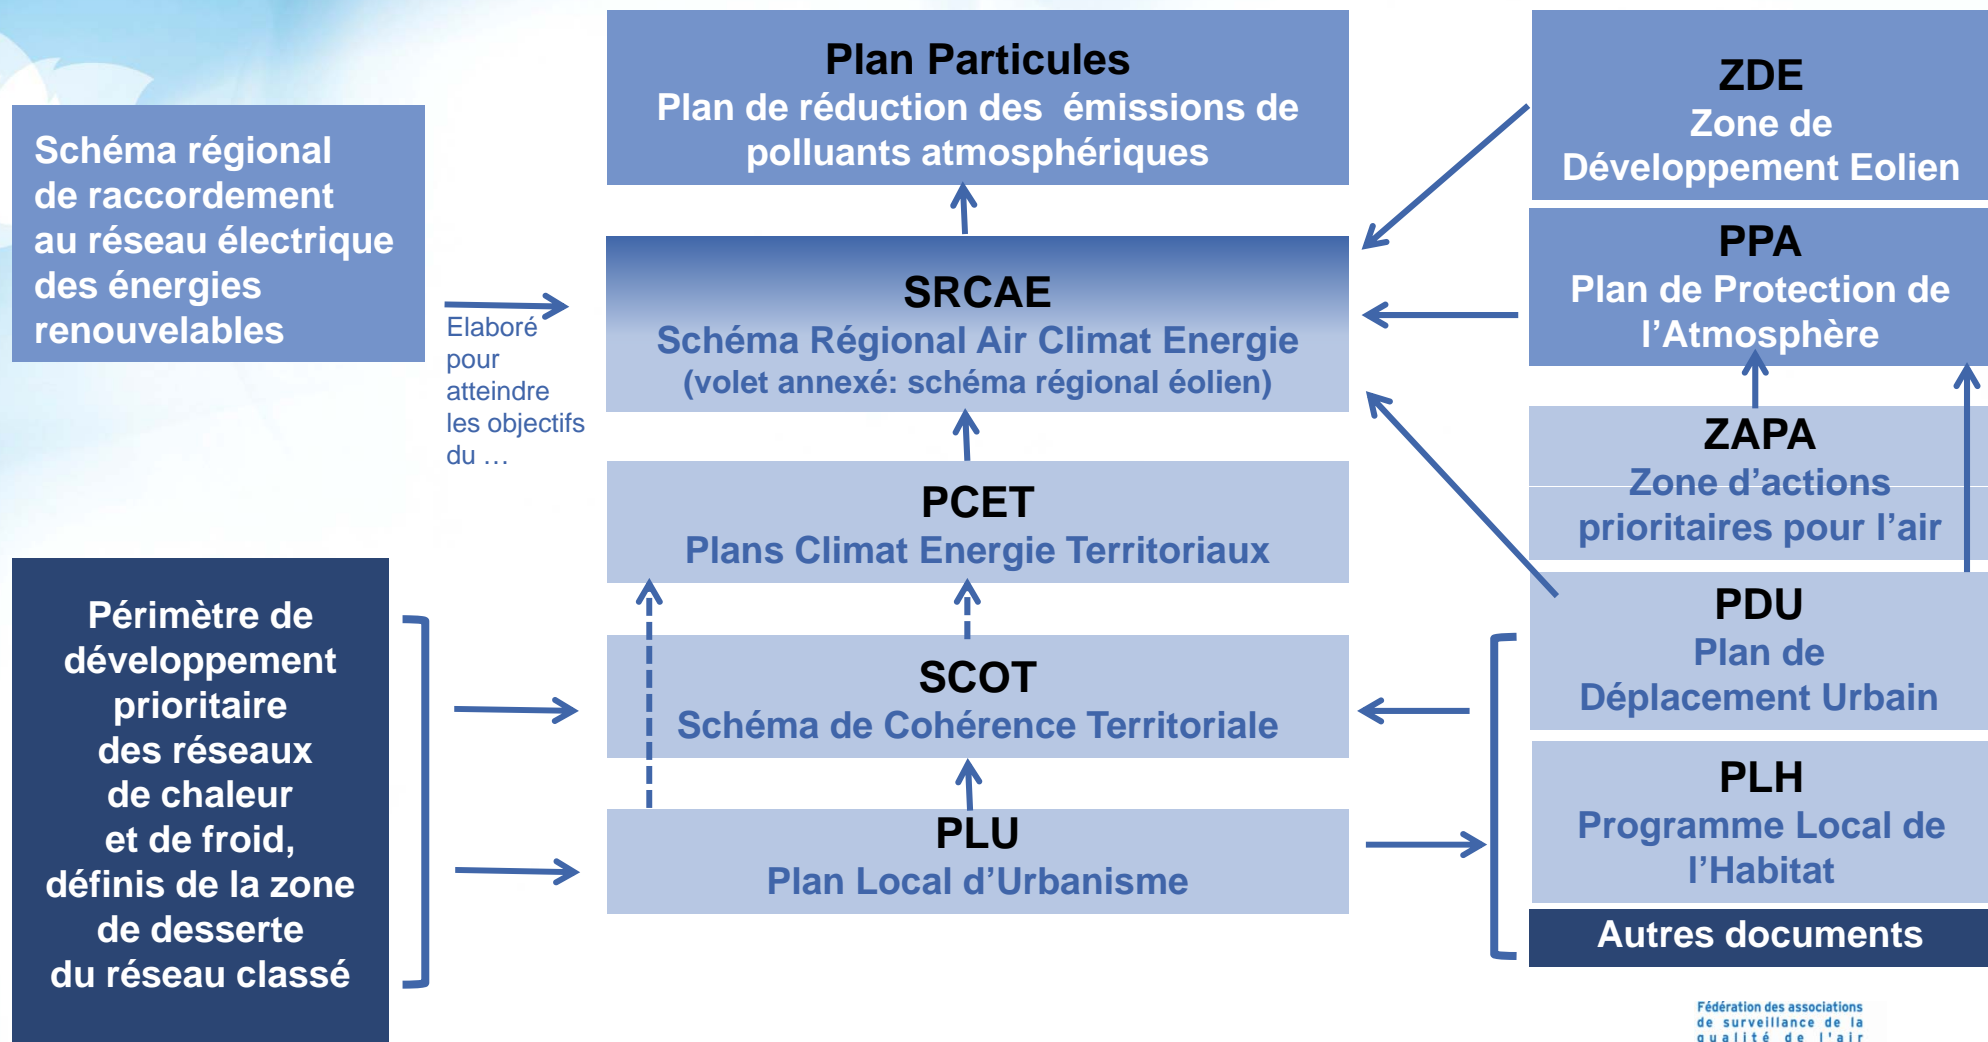 Schéma régional
de raccordement
au réseau électrique
des énergies
renouvelables
Elaboré
pour
atteindre
les objectifs
du …
Périmètre de
développement
prioritaire
des réseaux
de chaleur
et de froid,
définis de la zone
de desserte
du réseau classé
Plan Particules
Plan de réduction des émissions de
polluants atmosphériques
SRCAE
Schéma Régional Air Climat Energie
(volet annexé: schéma régional éolien)
PCET
Plans Climat Energie Territoriaux
SCOT
Schéma de Cohérence Territoriale
PLU
Plan Local d’Urbanisme
ZDE
Zone de
Développement Eolien
PPA
Plan de Protection de
l’Atmosphère
ZAPA
Zone d’actions
prioritaires pour l’air
PDU
Plan de
Déplacement Urbain
PLH
Programme Local de
l’Habitat
Autres documents
Fédération des associations
de surveillance de la
qualité de l'air